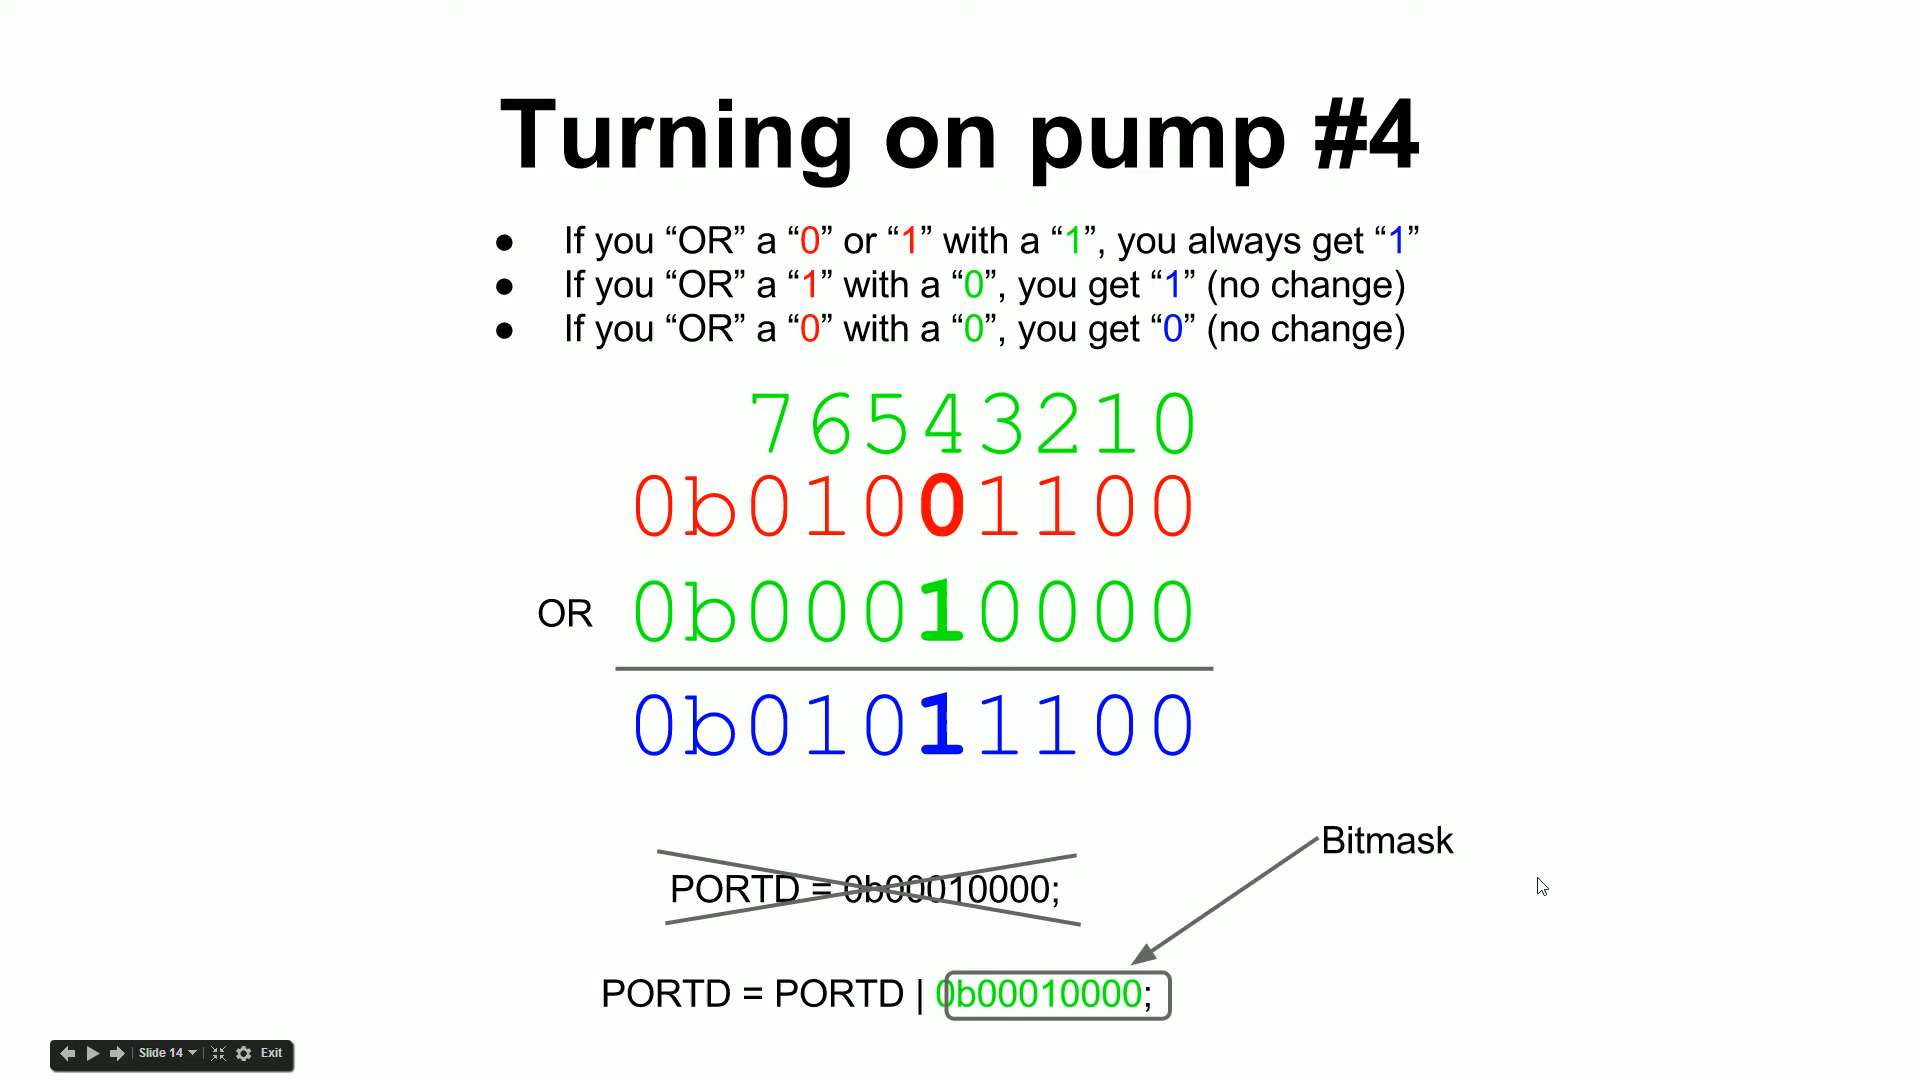 Turning on pump #4
● If you “OR” a “0” or “1” with a “1”, you always get “1”
● If you “OR” a “1” with a “0”, you get “1” (no change)
● If you “OR” a “0” with a “0”, you get “0” (no change)
76543210
0b01001100
OR 0b00010000
0b01011100
Bitmask
PORTD = 0b00010000;
PORTD = PORTD | 0b00010000;
Slide 14 Exit